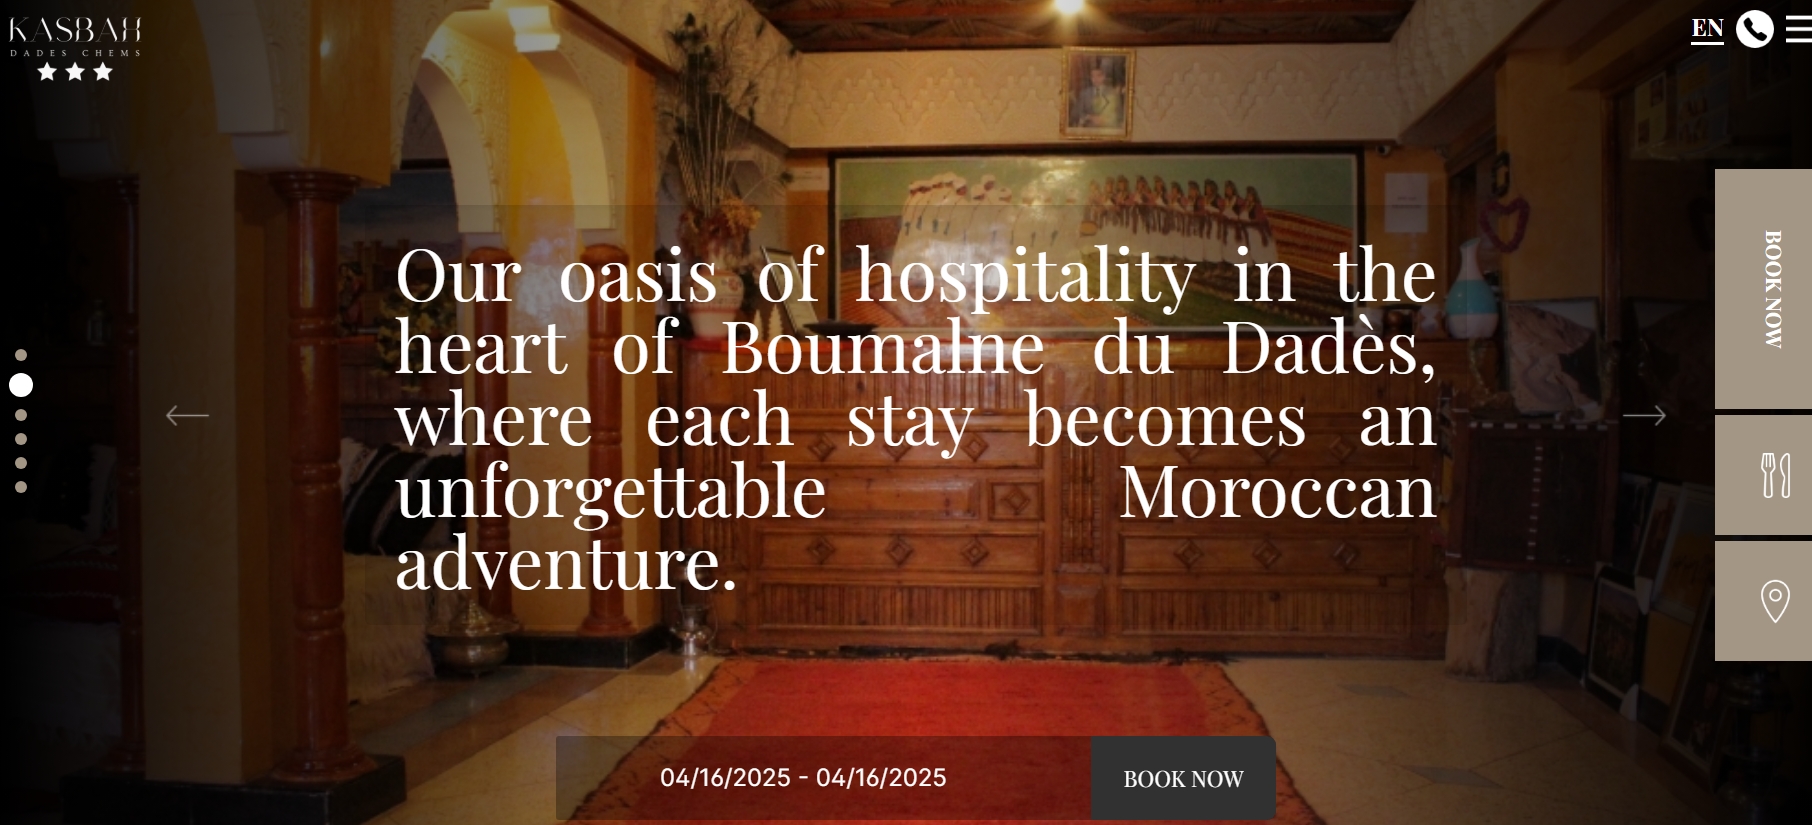 KASBAH
DADES CHEMS
EN
Our oasis of hospitality in the
heart of Boumalne du Dadès,
where each stay becomes an
unforgettable Moroccan
adventure.
BOOK NOW
04/16/2025 - 04/16/2025
BOOK NOW